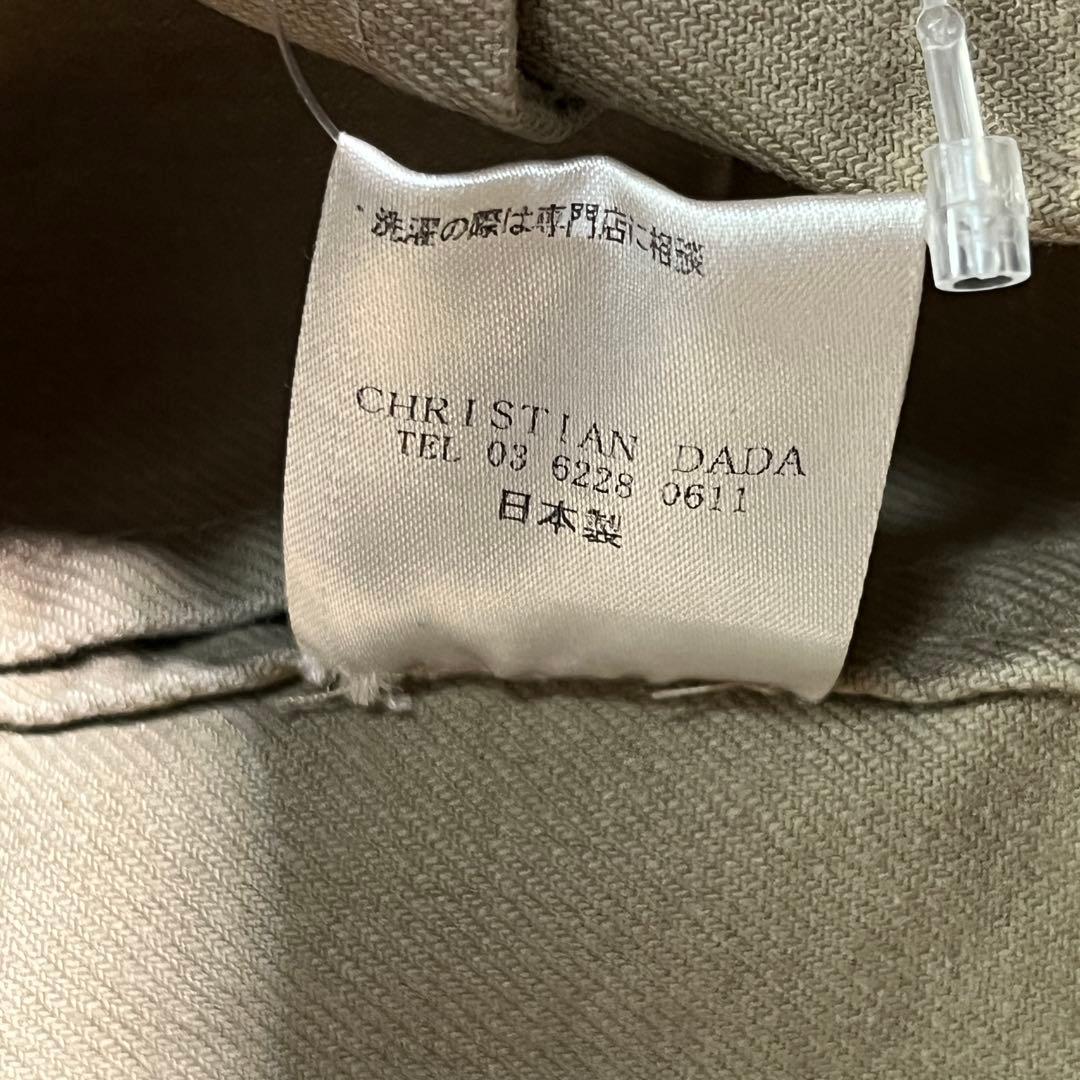 ・洗濯の際は専門店に相談
CHRISTIAN DADA
TEL 03 6228 0611
日本製